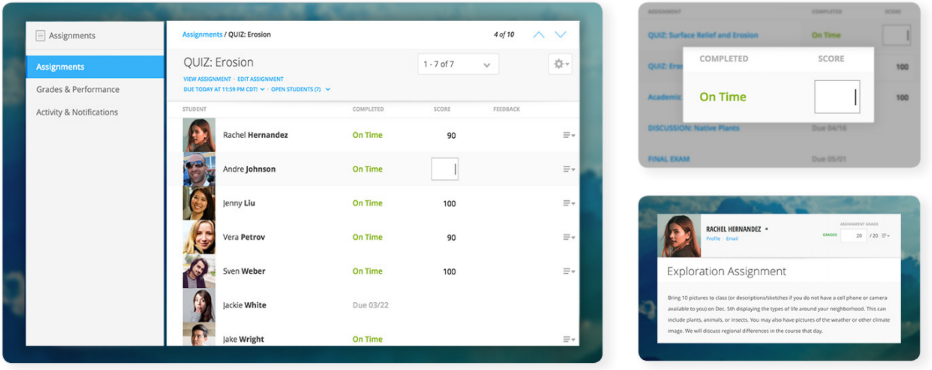 Assignments
Assignments
Grades & Performance
Activity & Notifications
Assignments / QUIZ: Erosion
4 of 10
QUIZ: Erosion
1 - 7 of 7
VIEW ASSIGNMENT · EDIT ASSIGNMENT
DUE TODAY AT 11:59 PM CDT! · OPEN STUDENTS (7)
STUDENT COMPLETED SCORE FEEDBACK
Rachel Hernandez On Time 90
Andre Johnson On Time
Jenny Liu On Time 100
Vera Petrov On Time 90
Sven Weber On Time 100
Jackie White Due 03/22
Jake Wright On Time
ASSIGNMENT COMPLETED SCORE
QUIZ: Surface Relief and Erosion On Time
QUIZ: Ero 100
Academic 100
COMPLETED SCORE
On Time
DISCUSSION: Native Plants Due 04/18
FINAL EXAM Due 05/01
RACHEL HERNANDEZ
Profile · Email
ASSIGNMENT GRADE
GRADED 20 / 20
Exploration Assignment
Bring 10 pictures to class (or descriptions/sketches if you do not have a cell phone or camera
available to you) on Dec. 5th displaying the types of life around your neighborhood. This can
include plants, animals, or insects. You may also have pictures of the weather or other climate
image. We will discuss regional differences in the course that day.